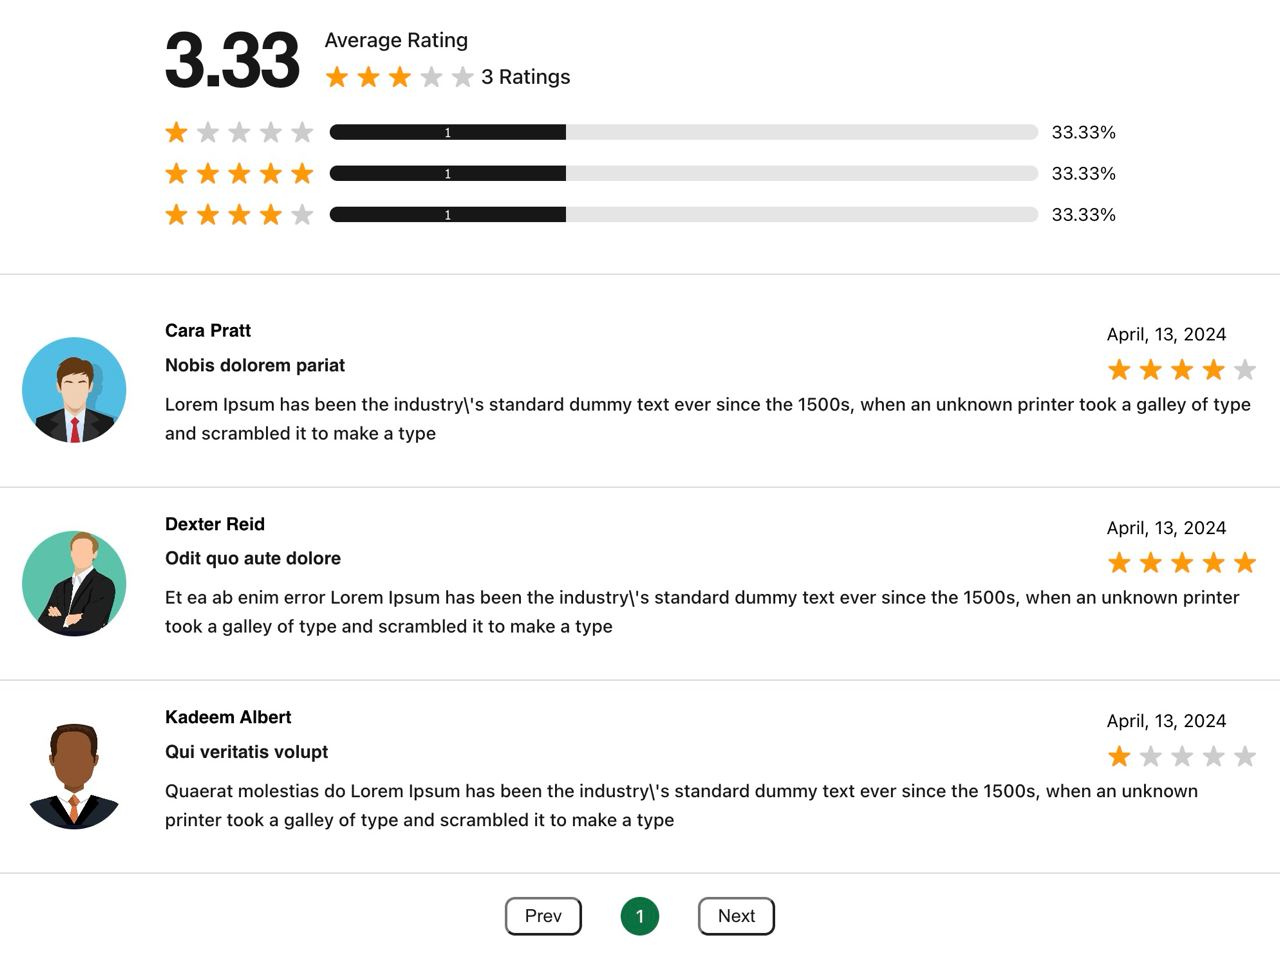 3.33
Average Rating
3 Ratings
1
33.33%
1
33.33%
1
33.33%
Cara Pratt
April, 13, 2024
Nobis dolorem pariat
Lorem Ipsum has been the industry\'s standard dummy text ever since the 1500s, when an unknown printer took a galley of type
and scrambled it to make a type
Dexter Reid
April, 13, 2024
Odit quo aute dolore
Et ea ab enim error Lorem Ipsum has been the industry\'s standard dummy text ever since the 1500s, when an unknown printer
took a galley of type and scrambled it to make a type
Kadeem Albert
April, 13, 2024
Qui veritatis volupt
Quaerat molestias do Lorem Ipsum has been the industry\'s standard dummy text ever since the 1500s, when an unknown
printer took a galley of type and scrambled it to make a type
Prev 1 Next